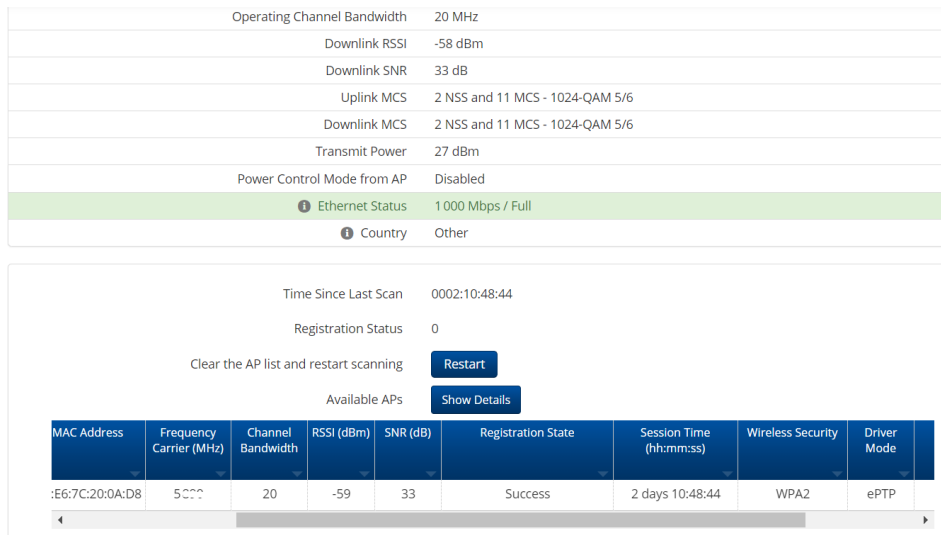 Operating Channel Bandwidth 20 MHz
Downlink RSSI -58 dBm
Downlink SNR 33 dB
Uplink MCS 2 NSS and 11 MCS - 1024-QAM 5/6
Downlink MCS 2 NSS and 11 MCS - 1024-QAM 5/6
Transmit Power 27 dBm
Power Control Mode from AP Disabled
Ethernet Status 1000 Mbps / Full
Country Other
Time Since Last Scan 0002:10:48:44
Registration Status 0
Clear the AP list and restart scanning Restart
Available APs Show Details
MAC Address Frequency Carrier (MHz) Channel Bandwidth RSSI (dBm) SNR (dB) Registration State Session Time (hh:mm:ss) Wireless Security Driver Mode
:E6:7C:20:0A:D8 20 -59 33 Success 2 days 10:48:44 WPA2 ePTP